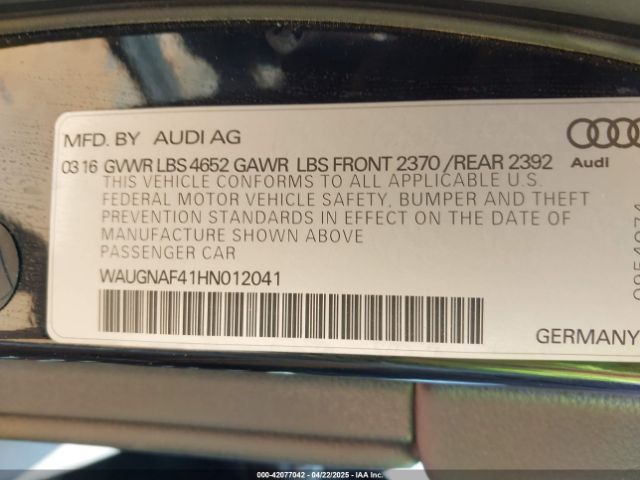 MFD. BY AUDI AG
Audi
03 16 GVWR LBS 4652 GAWR LBS FRONT 2370 /REAR 2392
THIS VEHICLE CONFORMS TO ALL APPLICABLE U.S.
FEDERAL MOTOR VEHICLE SAFETY, BUMPER AND THEFT
PREVENTION STANDARDS IN EFFECT ON THE DATE OF
MANUFACTURE SHOWN ABOVE
PASSENGER CAR
WAUGNAF41HN012041
GERMANY
000-42077042 - 04/22/2025 - IAA Inc.